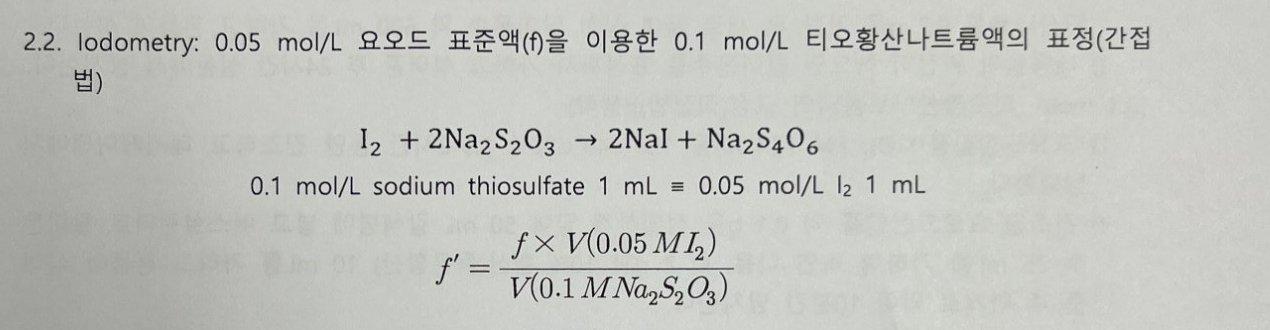 2.2. Iodometry: 0.05 mol/L 요오드 표준액(f)을 이용한 0.1 mol/L 티오황산나트륨액의 표정(간접
법)
I₂ + 2Na₂S₂O₃ → 2NaI + Na₂S₄O₆
0.1 mol/L sodium thiosulfate 1 mL ≡ 0.05 mol/L I₂ 1 mL
f′ = f × V(0.05 M I₂) / V(0.1 M Na₂S₂O₃)